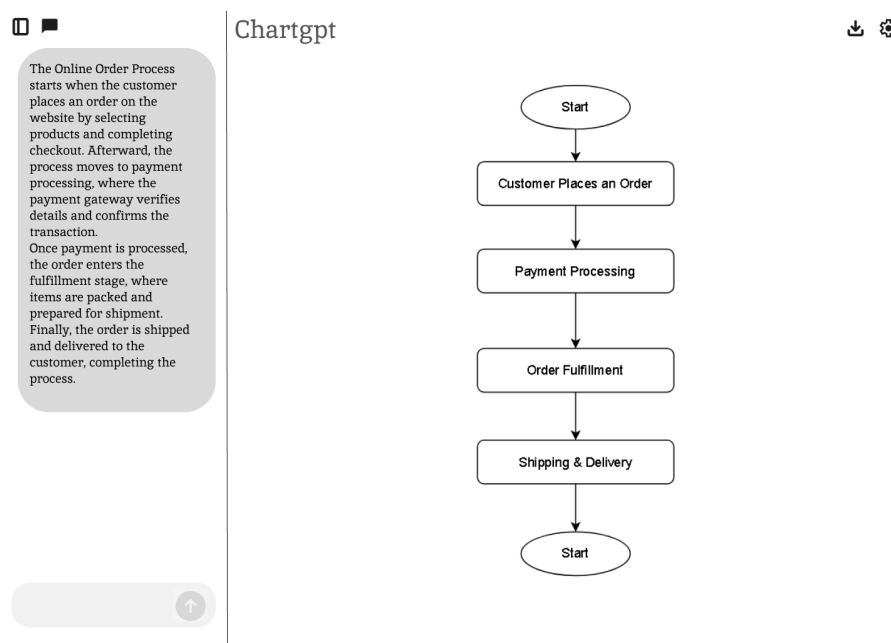 Chartgpt
The Online Order Process
starts when the customer
places an order on the
website by selecting
products and completing
checkout. Afterward, the
process moves to payment
processing, where the
payment gateway verifies
details and confirms the
transaction.
Once payment is processed,
the order enters the
fulfillment stage, where
items are packed and
prepared for shipment.
Finally, the order is shipped
and delivered to the
customer, completing the
process.
Start
Customer Places an Order
Payment Processing
Order Fulfillment
Shipping & Delivery
Start